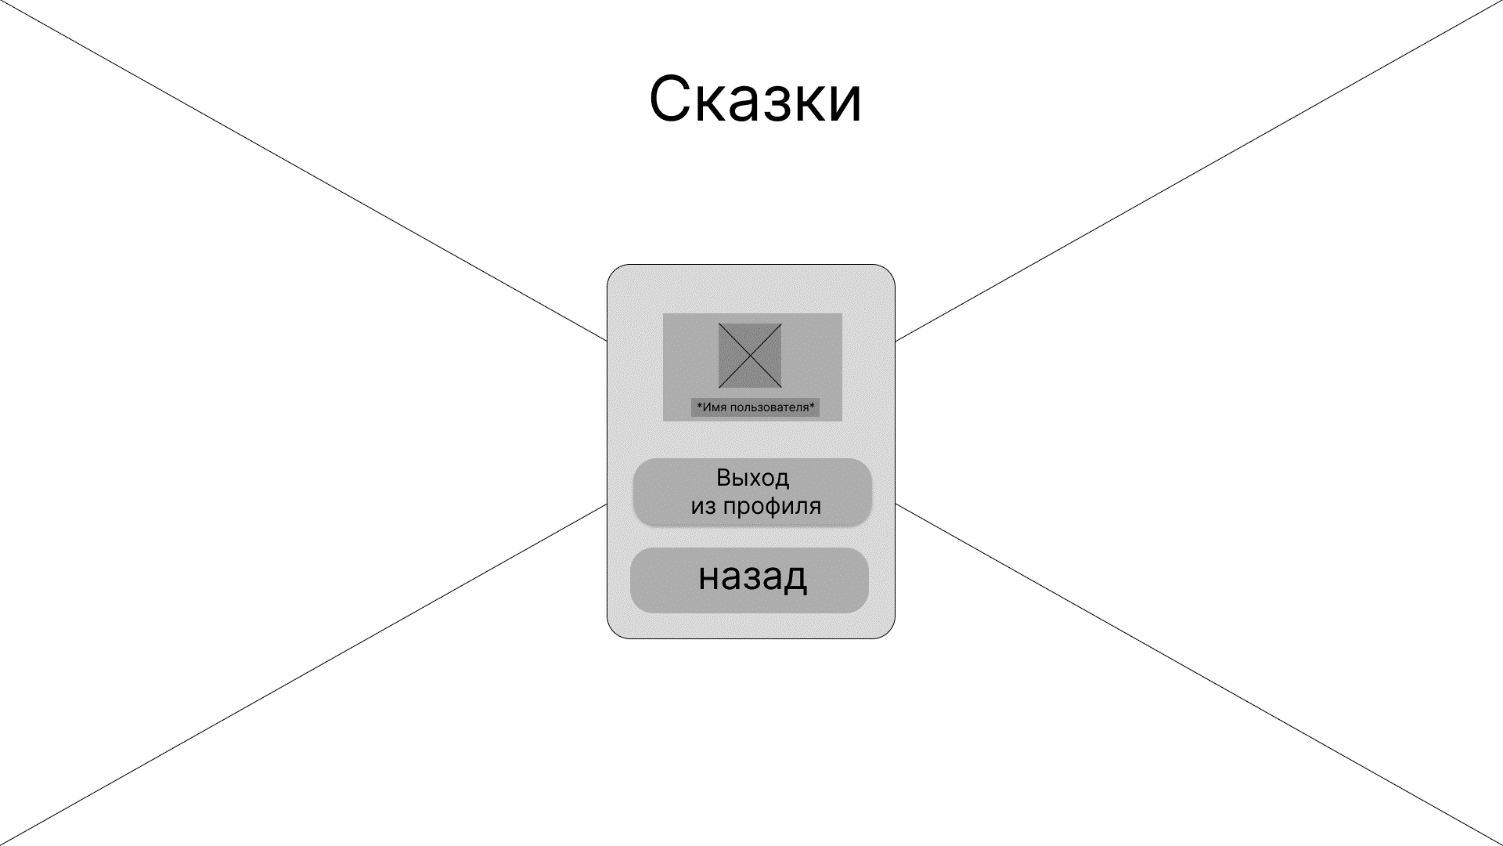 Сказки
*Имя пользователя*
Выход
из профиля
назад